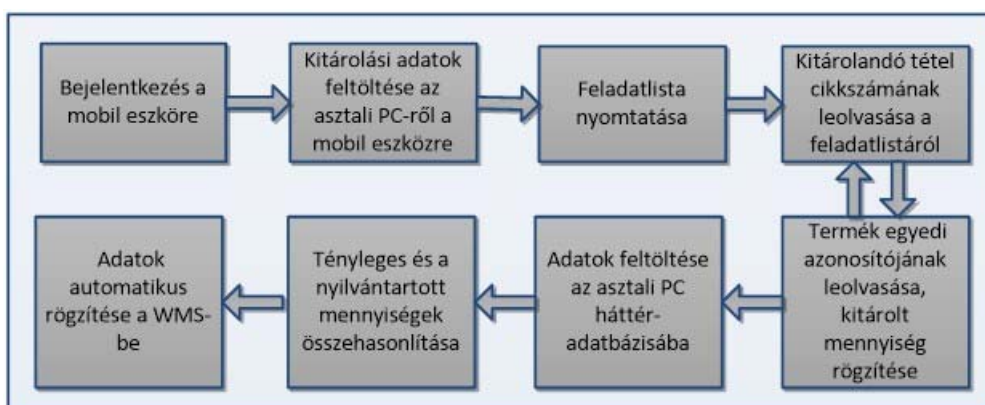 Bejelentkezés a
mobil eszköre
Kitárolási adatok
feltöltése az
asztali PC-ről a
mobil eszközre
Feladatlista
nyomtatása
Kitárolandó tétel
cikkszámának
leolvasása a
feladatlistáról
Termék egyedi
azonosítójának
leolvasása,
kitárolt
mennyiség
rögzítése
Adatok feltöltése
az asztali PC
háttér-
adatbázisába
Tényleges és a
nyilvántartott
mennyiségek
összehasonlítása
Adatok
automatikus
rögzítése a WMS-
be